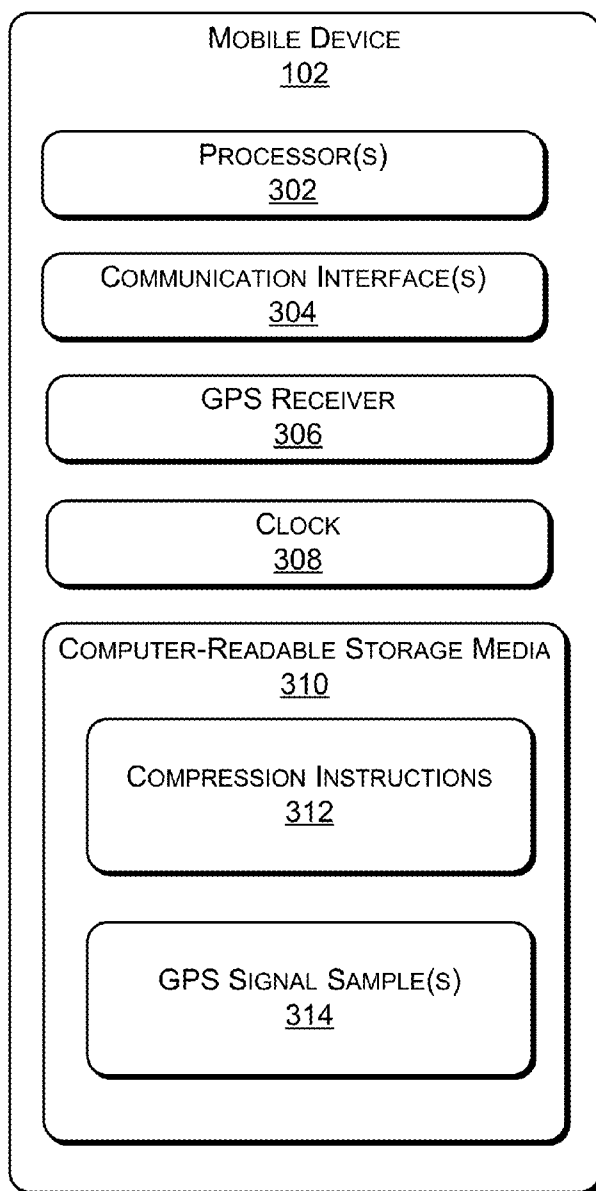 MOBILE DEVICE
102
PROCESSOR(S)
302
COMMUNICATION INTERFACE(S)
304
GPS RECEIVER
306
CLOCK
308
COMPUTER-READABLE STORAGE MEDIA
310
COMPRESSION INSTRUCTIONS
312
GPS SIGNAL SAMPLE(S)
314